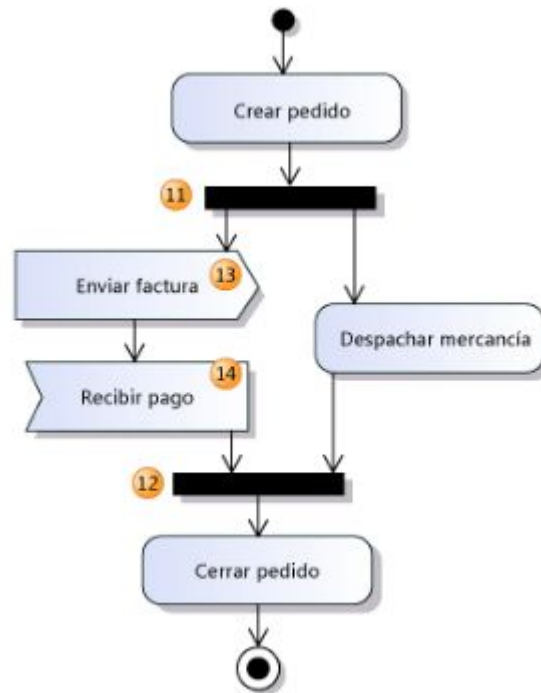 Crear pedido
11
13
Enviar factura
Despachar mercancía
14
Recibir pago
12
Cerrar pedido